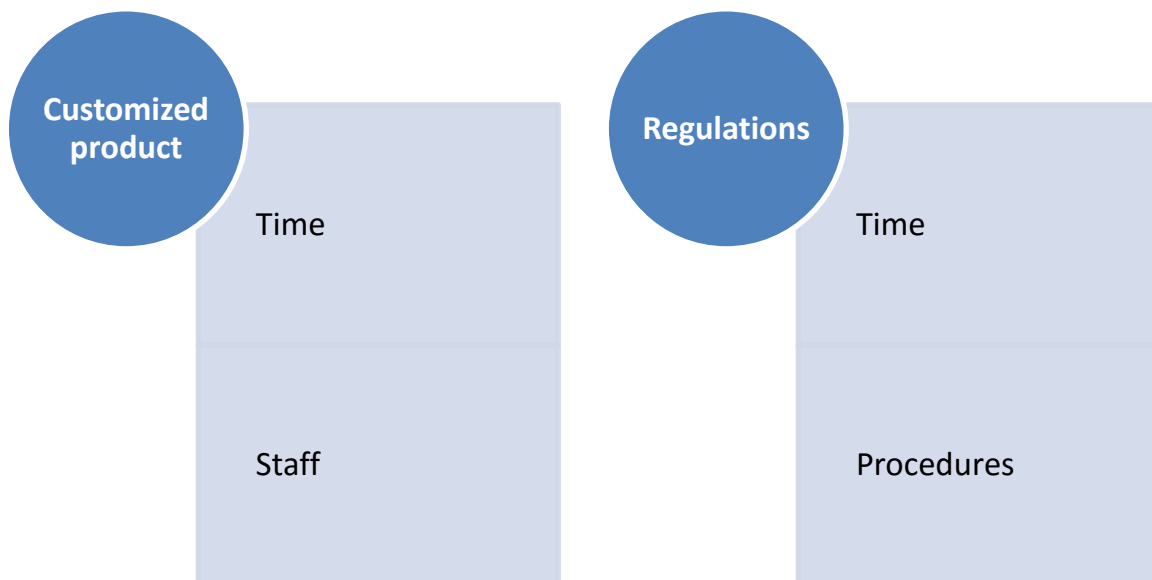 Customized
product
Time
Staff
Regulations
Time
Procedures